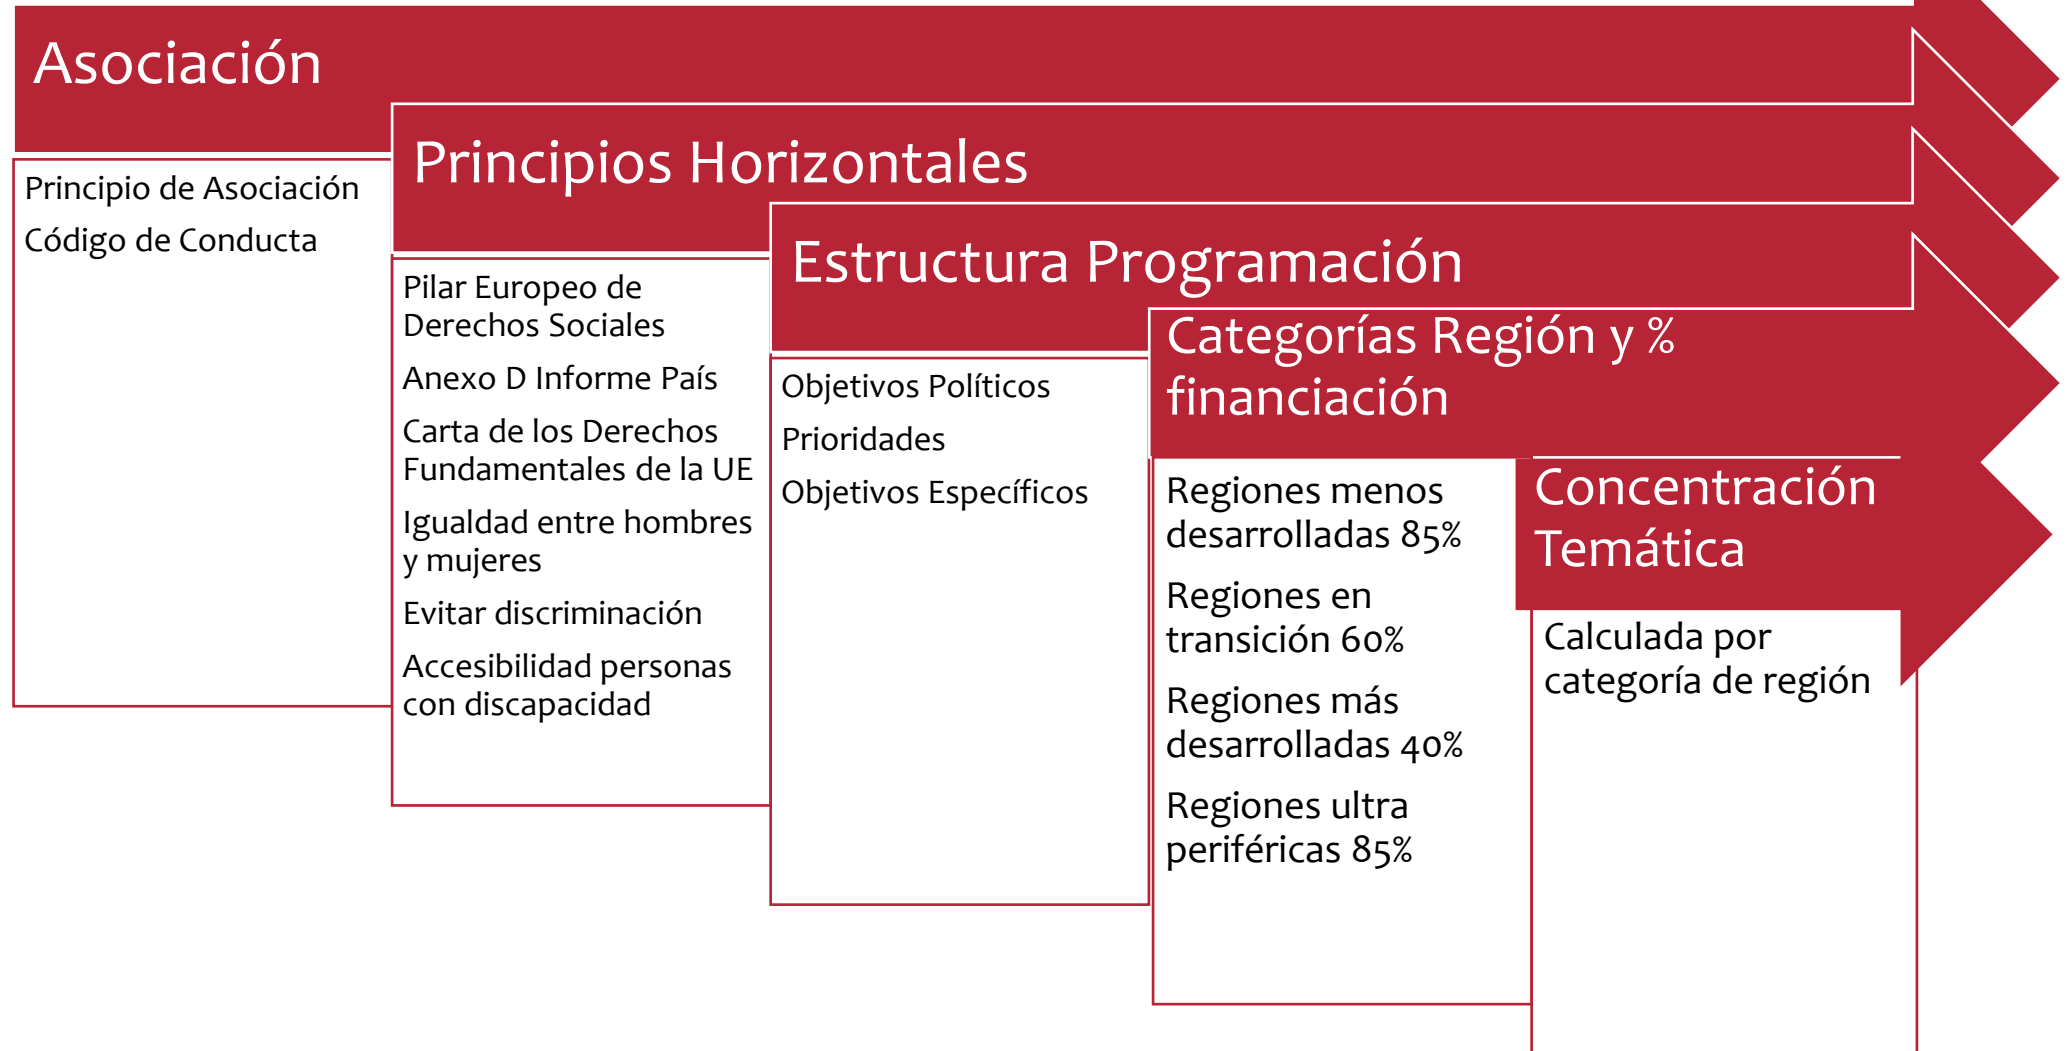 Asociación
Principio de Asociación
Código de Conducta
Principios Horizontales
Pilar Europeo de
Derechos Sociales
Anexo D Informe País
Carta de los Derechos
Fundamentales de la UE
Igualdad entre hombres
y mujeres
Evitar discriminación
Accesibilidad personas
con discapacidad
Estructura Programación
Objetivos Políticos
Prioridades
Objetivos Específicos
Categorías Región y %
financiación
Regiones menos
desarrolladas 85%
Regiones en
transición 60%
Regiones más
desarrolladas 40%
Regiones ultra
periféricas 85%
Concentración
Temática
Calculada por
categoría de región